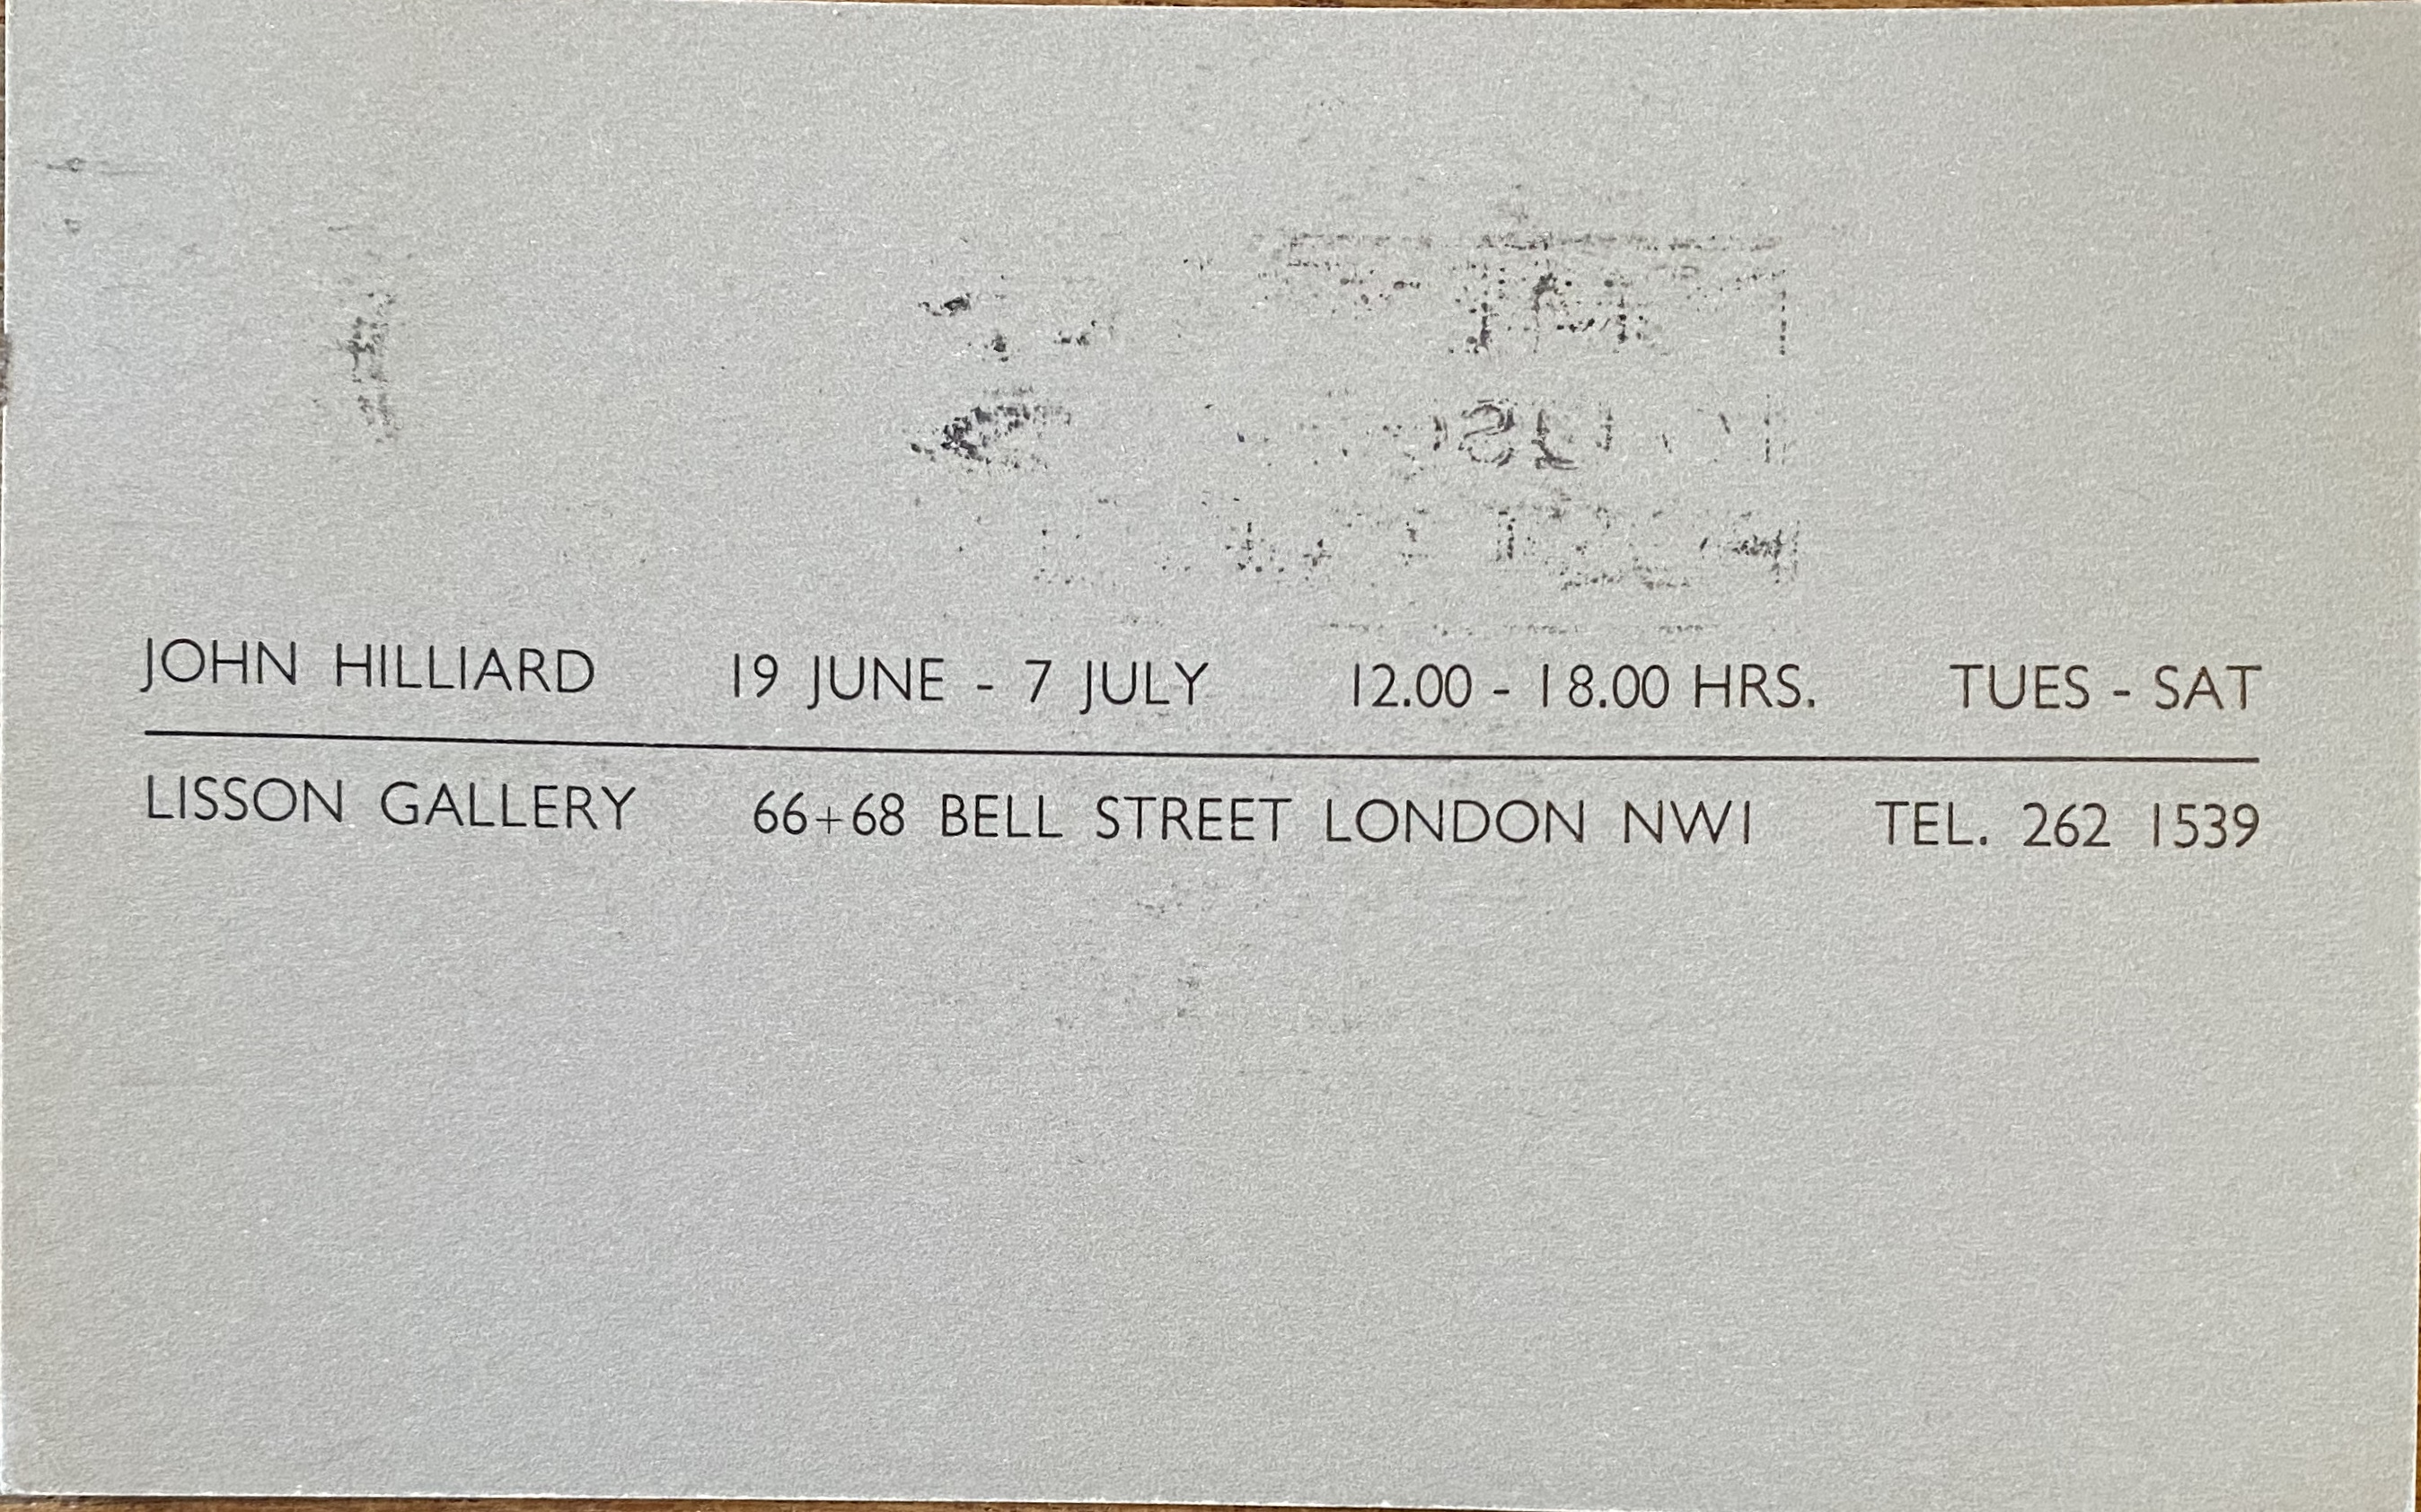 JOHN HILLIARD 19 JUNE - 7 JULY 12.00 - 18.00 HRS. TUES - SAT
LISSON GALLERY 66+68 BELL STREET LONDON NW1 TEL. 262 1539